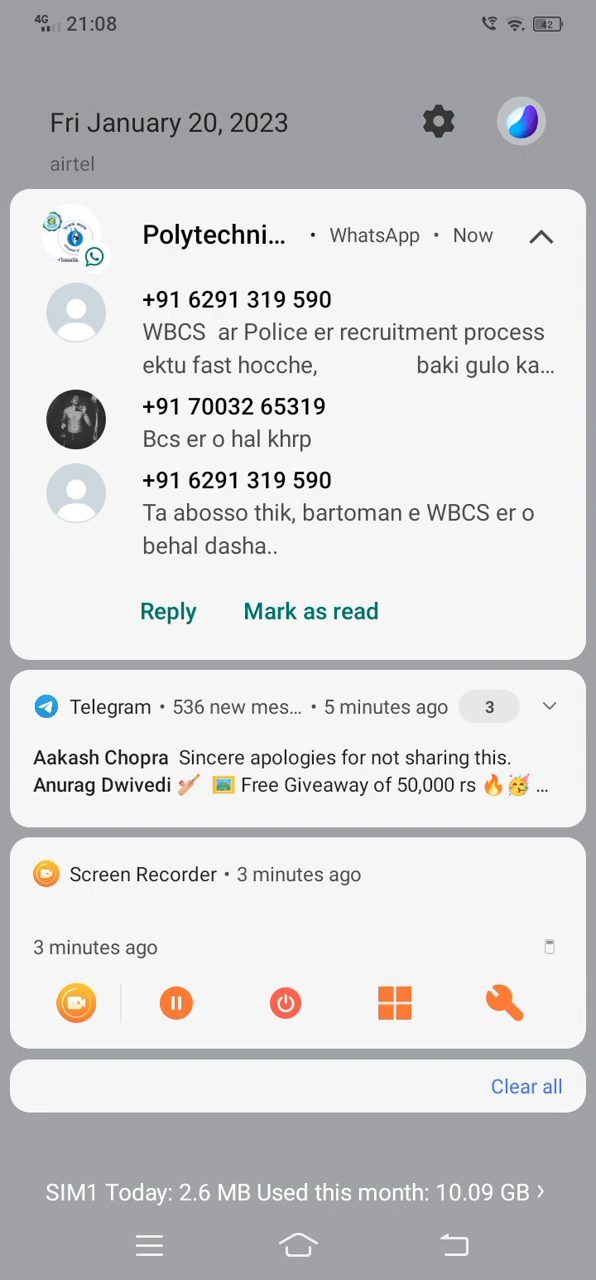 4G 21:08 42
Fri January 20, 2023
airtel
Polytechni... • WhatsApp • Now
+91 6291 319 590
WBCS ar Police er recruitment process
ektu fast hocche, baki gulo ka...
+91 70032 65319
Bcs er o hal khrp
+91 6291 319 590
Ta abosso thik, bartoman e WBCS er o
behal dasha..
Reply Mark as read
Telegram • 536 new mes... • 5 minutes ago 3
Aakash Chopra Sincere apologies for not sharing this.
Anurag Dwivedi 🏏 🖼️ Free Giveaway of 50,000 rs 🔥🥳 ...
Screen Recorder • 3 minutes ago
3 minutes ago
Clear all
SIM1 Today: 2.6 MB Used this month: 10.09 GB ›